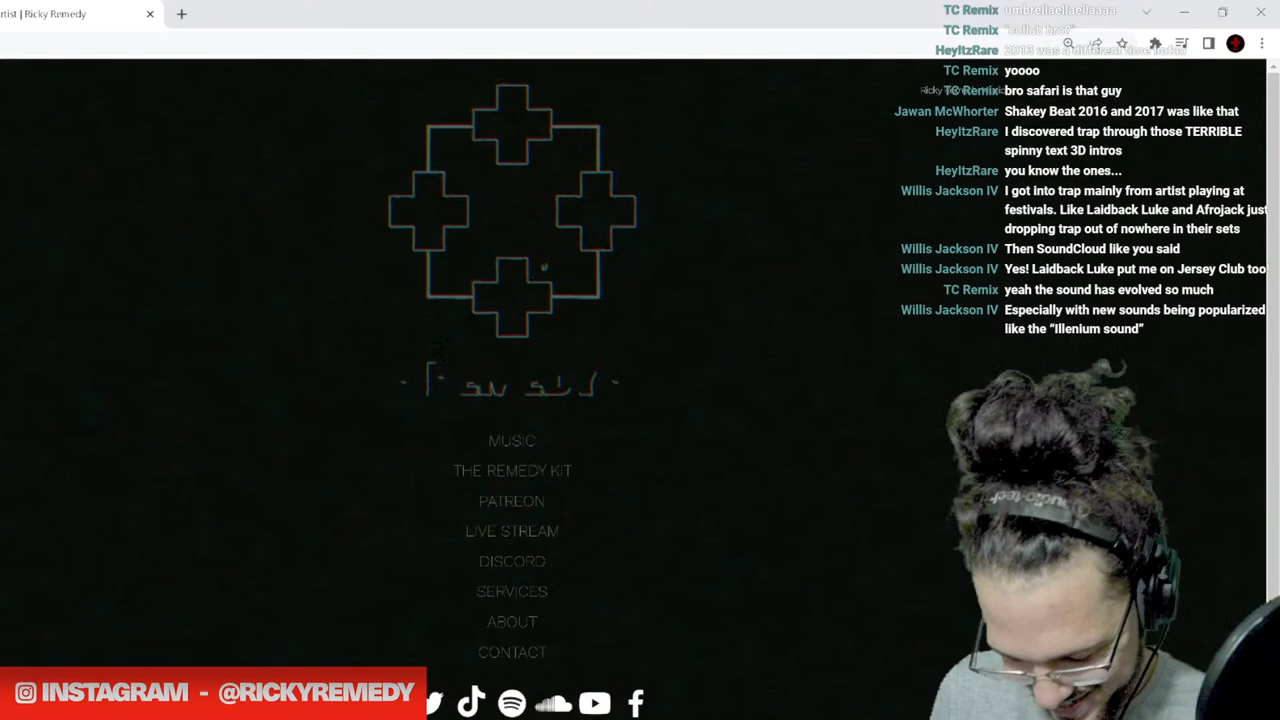 rtist | Ricky Remedy
TC Remix umbrellaellaellaaaa
TC Remix "collab bro?"
HeyItzRare 2013 was a different time lmfao
TC Remix yoooo
TC Remix bro safari is that guy
Jawan McWhorter Shakey Beat 2016 and 2017 was like that
HeyItzRare I discovered trap through those TERRIBLE
spinny text 3D intros
HeyItzRare you know the ones...
Willis Jackson IV I got into trap mainly from artist playing at
festivals. Like Laidback Luke and Afrojack just
dropping trap out of nowhere in their sets
Willis Jackson IV Then SoundCloud like you said
Willis Jackson IV Yes! Laidback Luke put me on Jersey Club too
TC Remix yeah the sound has evolved so much
Willis Jackson IV Especially with new sounds being popularized
like the “Illenium sound”
MUSIC
THE REMEDY KIT
PATREON
LIVE STREAM
DISCORD
SERVICES
ABOUT
CONTACT
audio-tech
INSTAGRAM - @RICKYREMEDY